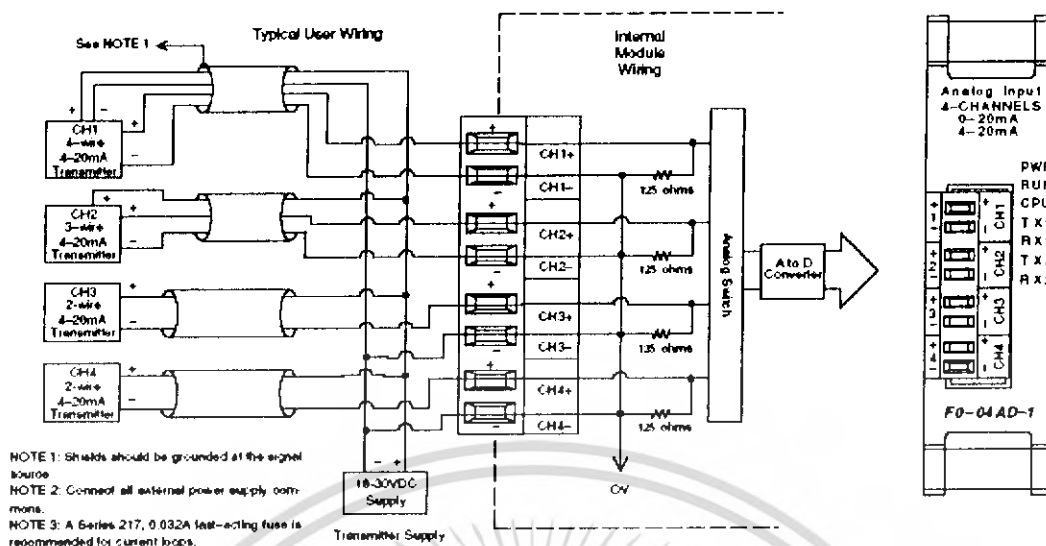 See NOTE 1
Typical User Wiring
Internal
Module
Wiring
+ -
CH1
4-wire
4-20mA
Transmitter
+
-
CH2
3-wire
4-20mA
Transmitter
+
+
-
CH3
2-wire
4-20mA
Transmitter
+
-
CH4
2-wire
4-20mA
Transmitter
+
-
+
CH1+
-
CH1-
+
CH2+
-
CH2-
+
CH3+
-
CH3-
+
CH4+
-
CH4-
125 ohms
125 ohms
125 ohms
125 ohms
Analog Switch
A to D
Converter
0V
- +
18-30VDC
Supply
Transmitter Supply
NOTE 1: Shields should be grounded at the signal
source
NOTE 2: Connect all external power supply com-
mons.
NOTE 3: A Series 217, 0.032A fast-acting fuse is
recommended for current loops.
Analog Input
4-CHANNELS
0-20mA
4-20mA
PWR
RUN
CPU
TX
RX
TX
RX
+ 1 -
+ 2 -
+ 3 -
+ 4 -
+ - CH1
+ - CH2
+ - CH3
+ - CH4
F0-04AD-1